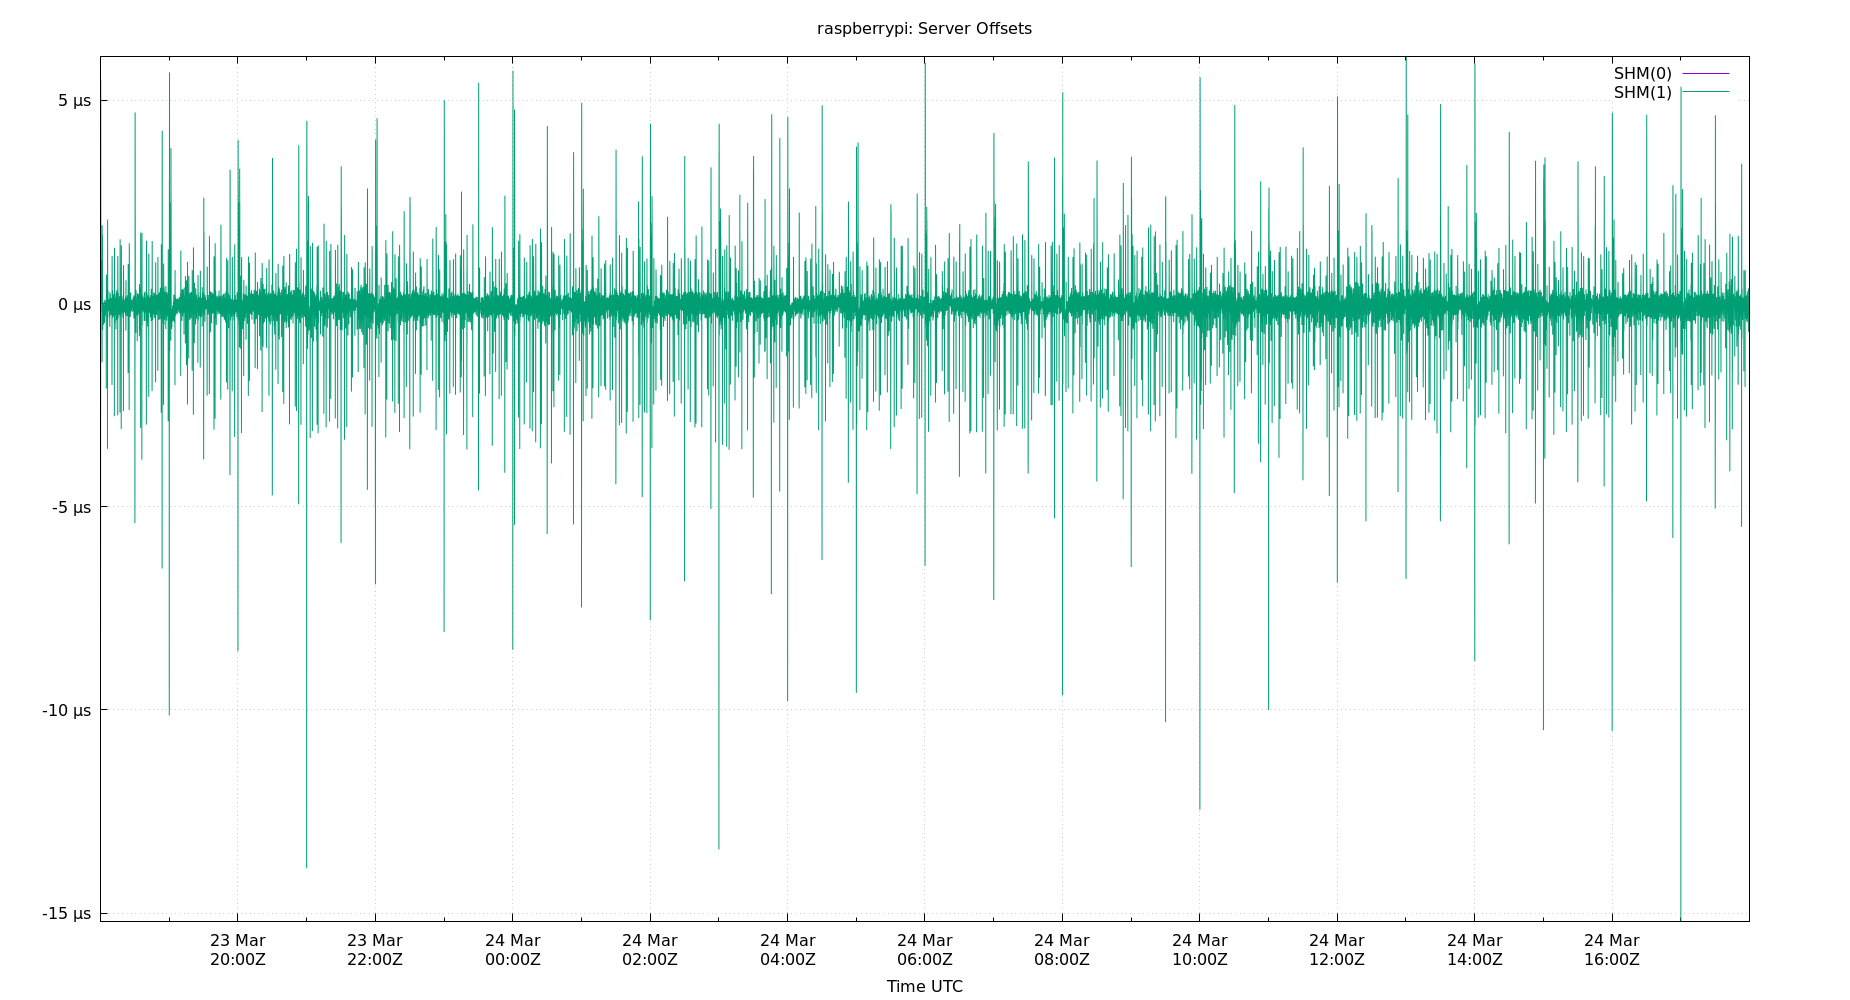 raspberrypi: Server Offsets
SHM(0)
SHM(1)
5 µs
0 µs
-5 µs
-10 µs
-15 µs
23 Mar 23 Mar 24 Mar 24 Mar 24 Mar 24 Mar 24 Mar 24 Mar 24 Mar 24 Mar 24 Mar
20:00Z 22:00Z 00:00Z 02:00Z 04:00Z 06:00Z 08:00Z 10:00Z 12:00Z 14:00Z 16:00Z
Time UTC